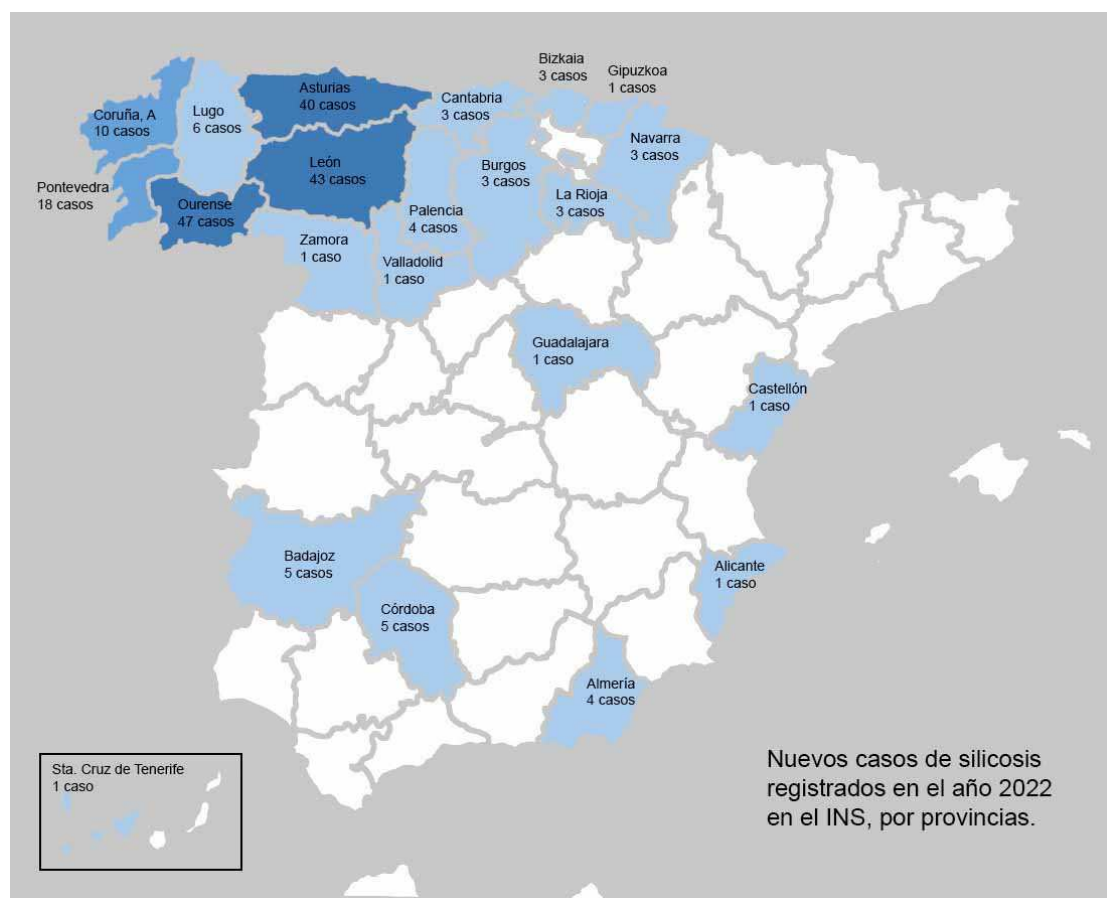 Bizkaia
3 casos
Gipuzkoa
1 casos
Asturias
40 casos
Cantabria
3 casos
Coruña, A
10 casos
Lugo
6 casos
Navarra
3 casos
León
43 casos
Burgos
3 casos
Pontevedra
18 casos
Ourense
47 casos
La Rioja
3 casos
Palencia
4 casos
Zamora
1 caso
Valladolid
1 caso
Guadalajara
1 caso
Castellón
1 caso
Badajoz
5 casos
Alicante
1 caso
Córdoba
5 casos
Almería
4 casos
Sta. Cruz de Tenerife
1 caso
Nuevos casos de silicosis
registrados en el año 2022
en el INS, por provincias.